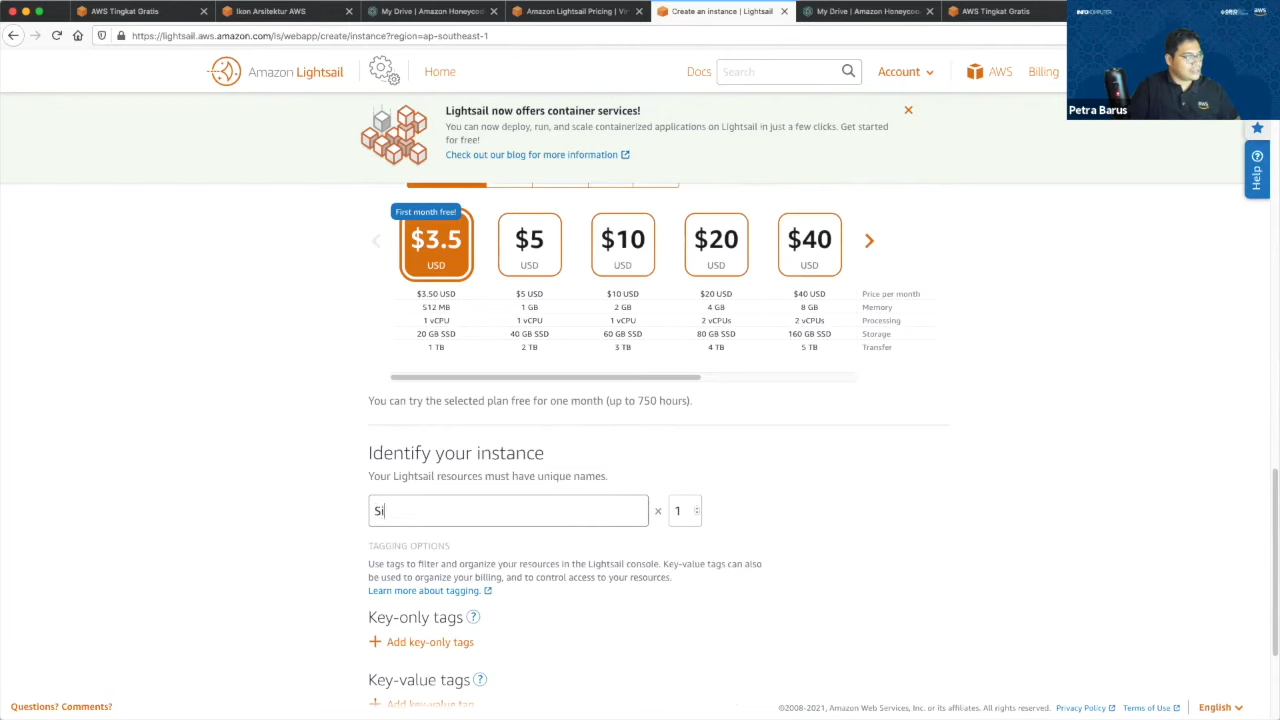 AWS Tingkat Gratis
Ikon Arsitektur AWS
My Drive | Amazon Honeycod
Amazon Lightsail Pricing | Vir
Create an instance | Lightsail
My Drive | Amazon Honeycod
AWS Tingkat Gratis
https://lightsail.aws.amazon.com/ls/webapp/create/instance?region=ap-southeast-1
INFOKOMPUTER
aws
Petra Barus
aws
Amazon Lightsail
Home
Docs
Search
Account
AWS
Billing
Lightsail now offers container services!
You can now deploy, run, and scale containerized applications on Lightsail in just a few clicks. Get started
for free!
Check out our blog for more information
Help
First month free!
$3.5 $5 $10 $20 $40
USD USD USD USD USD
$3.50 USD $5 USD $10 USD $20 USD $40 USD Price per month
512 MB 1 GB 2 GB 4 GB 8 GB Memory
1 vCPU 1 vCPU 1 vCPU 2 vCPUs 2 vCPUs Processing
20 GB SSD 40 GB SSD 60 GB SSD 80 GB SSD 160 GB SSD Storage
1 TB 2 TB 3 TB 4 TB 5 TB Transfer
You can try the selected plan free for one month (up to 750 hours).
Identify your instance
Your Lightsail resources must have unique names.
Si × 1
TAGGING OPTIONS
Use tags to filter and organize your resources in the Lightsail console. Key-value tags can also
be used to organize your billing, and to control access to your resources.
Learn more about tagging.
Key-only tags ?
+ Add key-only tags
Key-value tags ?
+ Add key-value tag
Questions? Comments?
©2008-2021, Amazon Web Services, Inc. or its affiliates. All rights reserved. Privacy Policy Terms of Use English